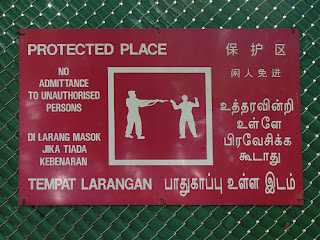 PROTECTED PLACE
保护区
NO
ADMITTANCE
TO UNAUTHORISED
PERSONS
闲人免进
DI LARANG MASOK
JIKA TIADA
KEBENARAN
உத்தரவின்றி
உள்ளே
பிரவேசிக்க
கூடாது
TEMPAT LARANGAN
பாதுகாப்பு உள்ள இடம்